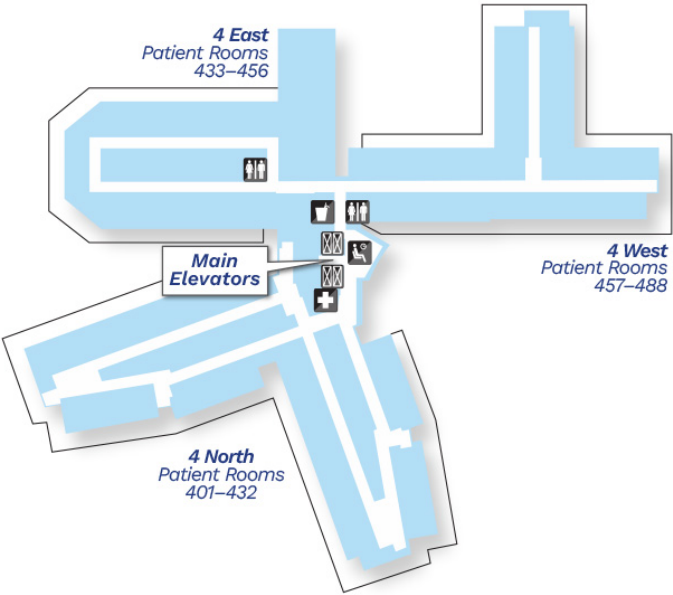 4 East
Patient Rooms
433–456
Main
Elevators
4 West
Patient Rooms
457–488
4 North
Patient Rooms
401–432